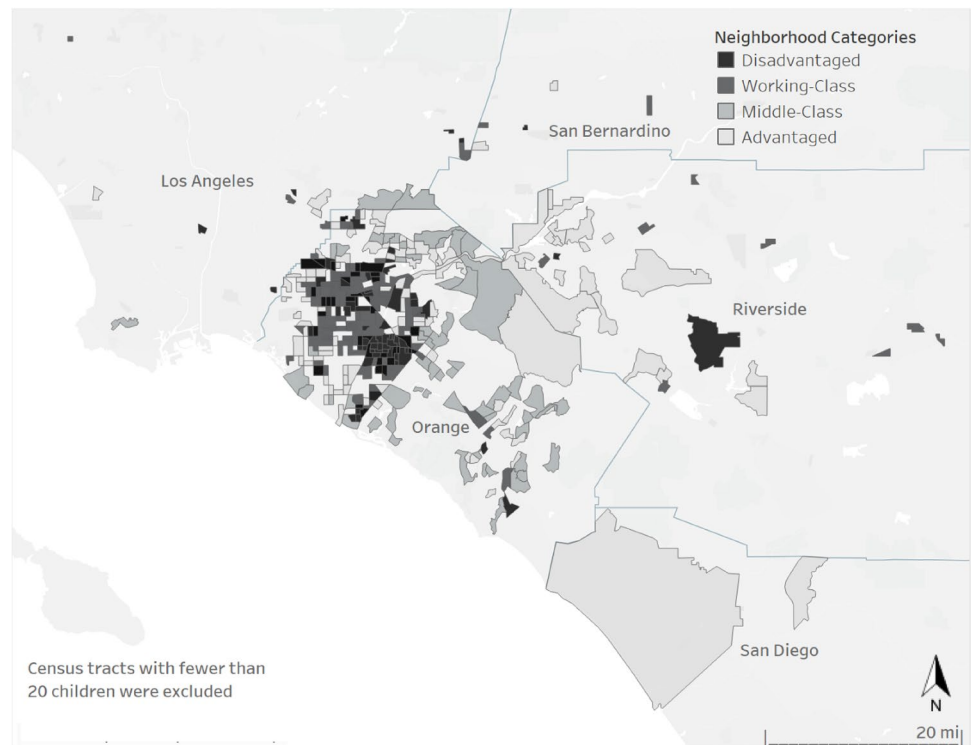 Neighborhood Categories
Disadvantaged
Working-Class
Middle-Class
Advantaged
San Bernardino
Los Angeles
Riverside
Orange
San Diego
Census tracts with fewer than
20 children were excluded
N
20 mi